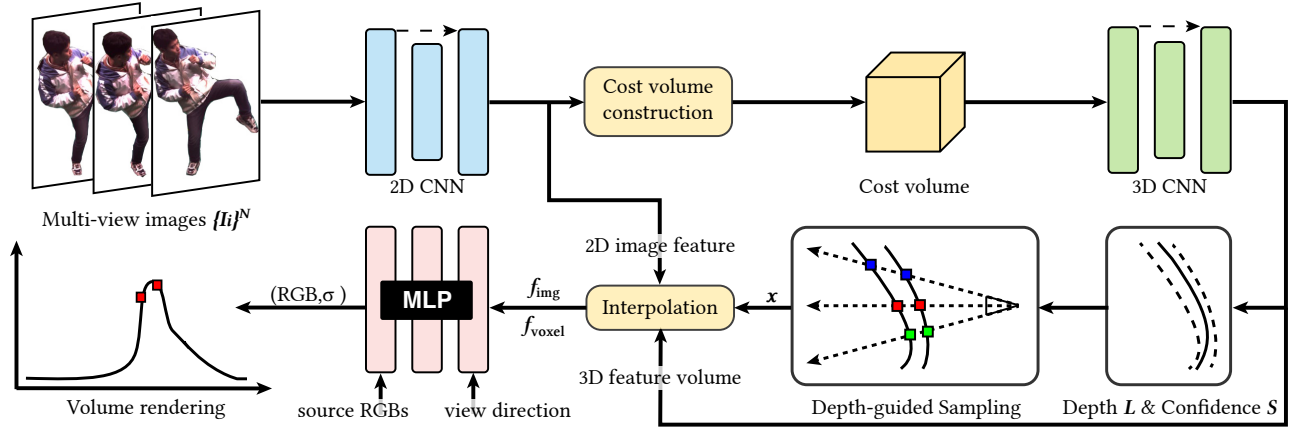 Cost volume
construction
2D CNN
Cost volume
3D CNN
Multi-view images {Ii}ᴺ
2D image feature
(RGB,σ )
MLP
fimg
fvoxel
Interpolation
x
3D feature volume
Volume rendering
source RGBs
view direction
Depth-guided Sampling
Depth L & Confidence S